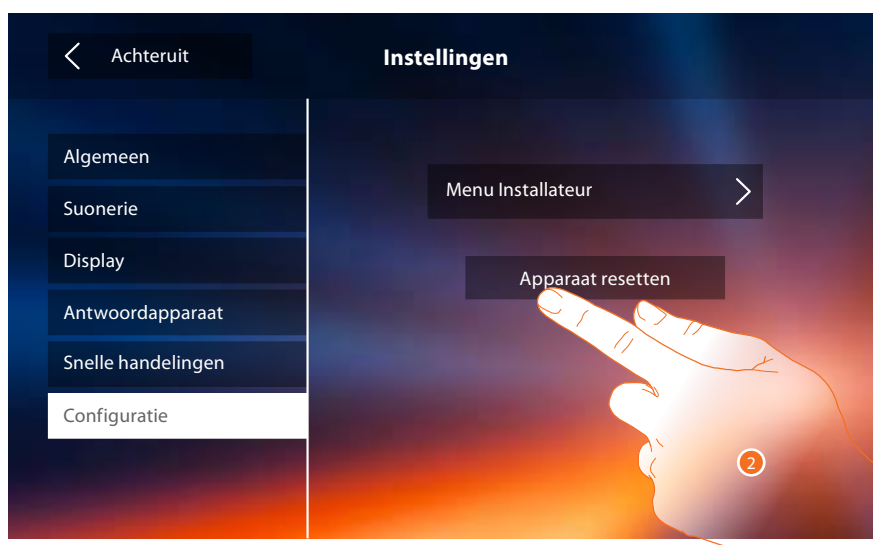 Achteruit
Instellingen
Algemeen
Suonerie
Display
Antwoordapparaat
Snelle handelingen
Configuratie
Menu Installateur
Apparaat resetten
2